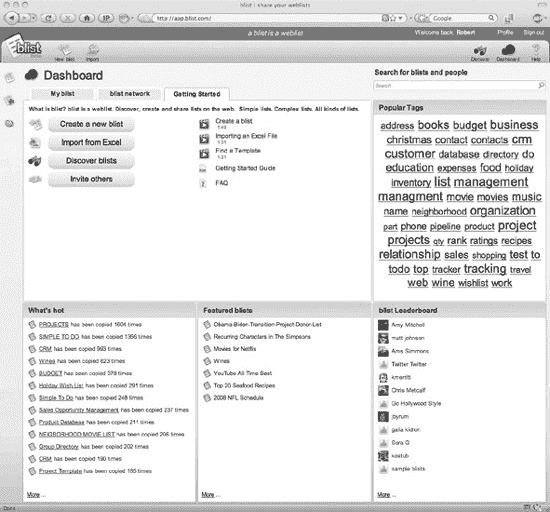 blist | share your weblists
http://app.blist.com/
Google
a blist is a weblist
Welcome back, Robert Profile Sign out
blist
New blist Import Discover Dashboard Help
Dashboard
My blist blist network Getting Started
What is blist? blist is a weblist. Discover, create and share lists on the web. Simple lists. Complex lists. All kinds of lists.
Create a new blist
Import from Excel
Discover blists
Invite others
Create a blist
1:43
Importing an Excel File
1:31
Find a Template
1:31
Getting Started Guide
FAQ
Search for blists and people
Search
Popular Tags
address books budget business
christmas contact contacts crm
customer database directory do
education expenses food holiday
inventory list management
managment movie movies music
name neighborhood organization
part phone pipeline product project
projects qty rank ratings recipes
relationship sales shopping test to
todo top tracker tracking travel
web wine wishlist work
What's hot
PROJECTS has been copied 1604 times
SIMPLE TO DO has been copied 1356 times
CRM has been copied 993 times
Wines has been copied 623 times
BUDGET has been copied 378 times
Holiday Wish List has been copied 291 times
Simple To Do has been copied 248 times
Sales Opportunity Management has been copied 237 times
Product Database has been copied 211 times
NEIGBORHOOD MOVIE LIST has been copied 206 times
Group Directory has been copied 202 times
CRM has been copied 190 times
Project Template has been copied 185 times
More ...
Featured blists
Obama-Biden Transition Project Donor List
Recurring Characters in The Simpsons
Movies for Netflix
Wines
YouTube All Time Best
Top 20 Seafood Recipes
2008 NFL Schedule
More ...
blist Leaderboard
Amy Mitchell
matt johnson
Ams Simmons
Twitter Twitter
kmerritt
Chris Metcalf
Go Hollywood Style
jbyrum
galia kidron
Sara G
kostub
sample blists
More ...
Done